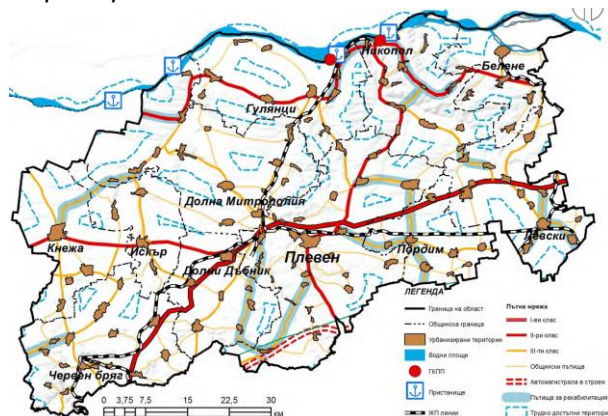 Никопол
Белене
Гулянци
Долна Митрополия
Кнежа
Искър
Долни Дъбник
Плевен
Пордим
Левски
Червен бряг
0 3,75 7,5 15 22,5 30
КМ
ЛЕГЕНДА
Граница на област
Общинска граница
Урбанизирани територии
Водни площи
ГКПП
Пристанище
ЖП линии
Пътна мрежа
I-ви клас
II-ри клас
III-ти клас
Общински пътища
Автомагистрала в строеж
Пътища за рехабилитация
Трудно достъпни територии